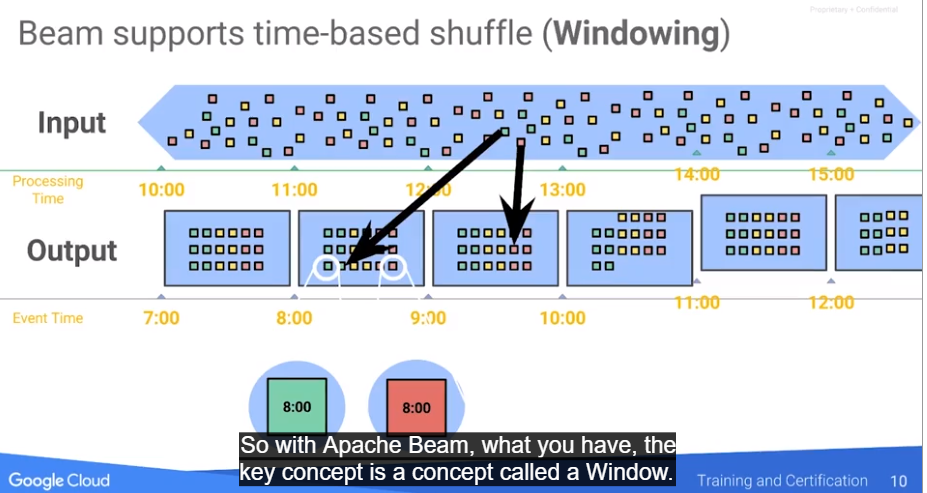 Proprietary + Confidential
Beam supports time-based shuffle (Windowing)
Input
Processing
Time
10:00 11:00 12:00 13:00 14:00 15:00
Output
Event Time
7:00 8:00 9:00 10:00 11:00 12:00
8:00 8:00
So with Apache Beam, what you have, the
key concept is a concept called a Window.
Google Cloud Training and Certification 10